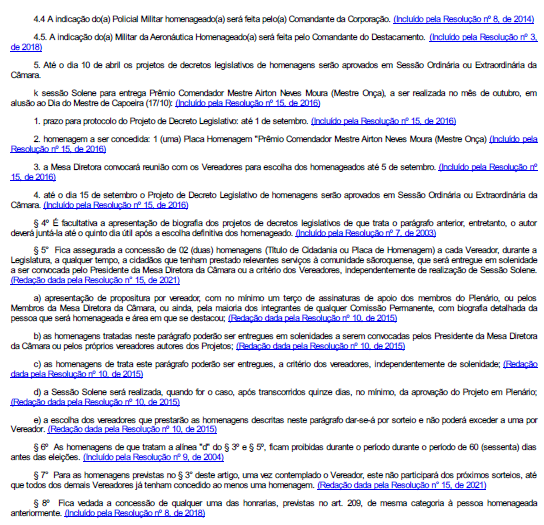 4.4 A indicação do(a) Policial Militar homenageado(a) será feita pelo(a) Comandante da Corporação. (Incluído pela Resolução nº 8, de 2014)
4.5. A indicação do(a) Militar da Aeronáutica Homenageado(a) será feita pelo Comandante do Destacamento. (Incluído pela Resolução nº 3, de 2018)
5. Até o dia 10 de abril os projetos de decretos legislativos de homenagens serão aprovados em Sessão Ordinária ou Extraordinária da Câmara.
k sessão Solene para entrega Prêmio Comendador Mestre Airton Neves Moura (Mestre Onça), a ser realizada no mês de outubro, em alusão ao Dia do Mestre de Capoeira (17/10): (Incluído pela Resolução nº 15, de 2016)
1. prazo para protocolo do Projeto de Decreto Legislativo: até 1 de setembro. (Incluído pela Resolução nº 15, de 2016)
2. homenagem a ser concedida: 1 (uma) Placa Homenagem "Prêmio Comendador Mestre Airton Neves Moura (Mestre Onça) (Incluído pela Resolução nº 15, de 2016)
3. a Mesa Diretora convocará reunião com os Vereadores para escolha dos homenageados até 5 de setembro. (Incluído pela Resolução nº 15, de 2016)
4. até o dia 15 de setembro o Projeto de Decreto Legislativo de homenagens serão aprovados em Sessão Ordinária ou Extraordinária da Câmara. (Incluído pela Resolução nº 15, de 2016)
§ 4º É facultativa a apresentação de biografia dos projetos de decretos legislativos de que trata o parágrafo anterior, entretanto, o autor deverá juntá-la até o quinto dia útil após a escolha definitiva dos homenageado. (Incluído pela Resolução nº 7, de 2003)
§ 5º Fica assegurada a concessão de 02 (duas) homenagens (Título de Cidadania ou Placa de Homenagem) a cada Vereador, durante a Legislatura, a qualquer tempo, a cidadãos que tenham prestado relevantes serviços à comunidade sãoroquense, que será entregue em solenidade a ser convocada pelo Presidente da Mesa Diretora da Câmara ou a critério dos Vereadores, independentemente de realização de Sessão Solene. (Redação dada pela Resolução nº 15, de 2021)
a) apresentação de propositura por vereador, com no mínimo um terço de assinaturas de apoio dos membros do Plenário, ou pelos Membros da Mesa Diretora da Câmara, ou ainda, pela maioria dos integrantes de qualquer Comissão Permanente, com biografia detalhada da pessoa que será homenageada e área em que se destacou; (Redação dada pela Resolução nº 10, de 2015)
b) as homenagens tratadas neste parágrafo poderão ser entregues em solenidades a serem convocadas pelos Presidente da Mesa Diretora da Câmara ou pelos próprios vereadores autores dos Projetos; (Redação dada pela Resolução nº 10, de 2015)
c) as homenagens de trata este parágrafo poderão ser entregues, a critério dos vereadores, independentemente de solenidade; (Redação dada pela Resolução nº 10, de 2015)
d) a Sessão Solene será realizada, quando for o caso, após transcorridos quinze dias, no mínimo, da aprovação do Projeto em Plenário; (Redação dada pela Resolução nº 10, de 2015)
e) a escolha dos vereadores que prestarão as homenagens descritas neste parágrafo dar-se-á por sorteio e não poderá exceder a uma por Vereador. (Redação dada pela Resolução nº 10, de 2015)
§ 6º As homenagens de que tratam a alínea "d" do § 3º e § 5º, ficam proibidas durante o período durante o período de 60 (sessenta) dias antes das eleições. (Incluído pela Resolução nº 9, de 2004)
§ 7º Para as homenagens previstas no § 3° deste artigo, uma vez contemplado o Vereador, este não participará dos próximos sorteios, até que todos dos demais Vereadores já tenham concedido ao menos uma homenagem. (Redação dada pela Resolução nº 15, de 2021)
§ 8º Fica vedada a concessão de qualquer uma das honrarias, previstas no art. 209, de mesma categoria à pessoa homenageada anteriormente. (Incluído pela Resolução nº 8, de 2018)